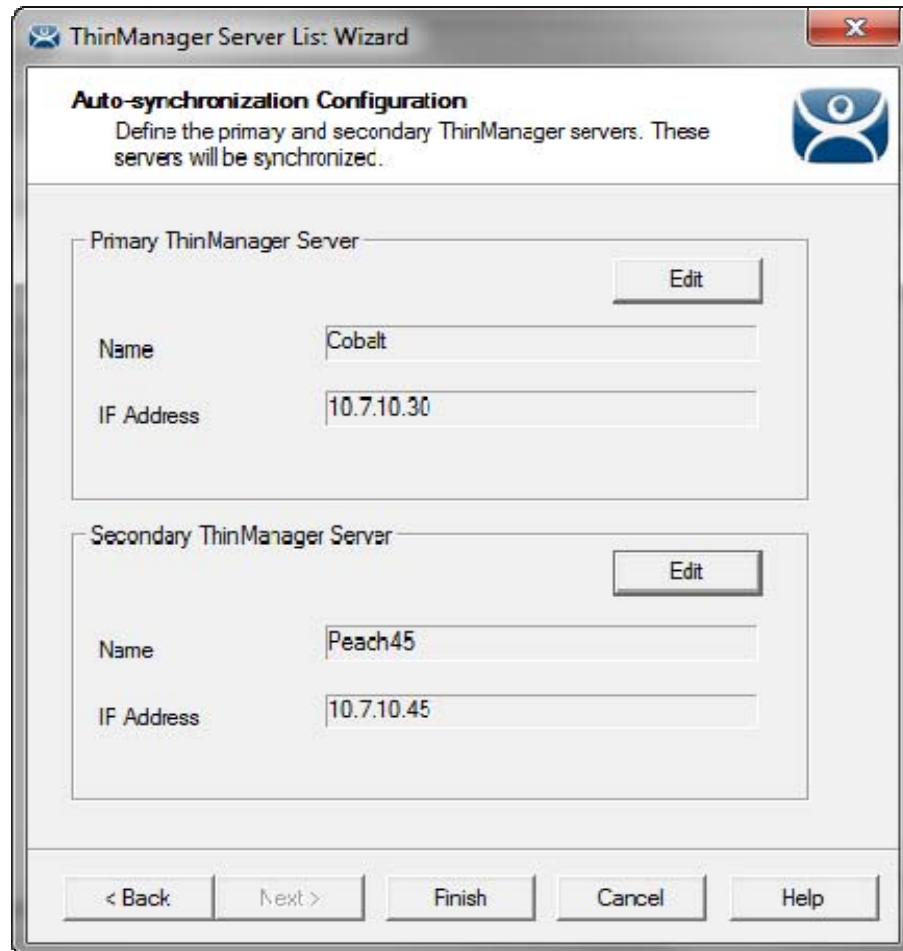 ThinManager Server List Wizard
Auto-synchronization Configuration
Define the primary and secondary ThinManager servers. These
servers will be synchronized.
Primary ThinManager Server
Edit
Name
Cobalt
IF Address
10.7.10.30
Secondary ThinManager Server
Edit
Name
Peach45
IF Address
10.7.10.45
< Back
Next >
Finish
Cancel
Help